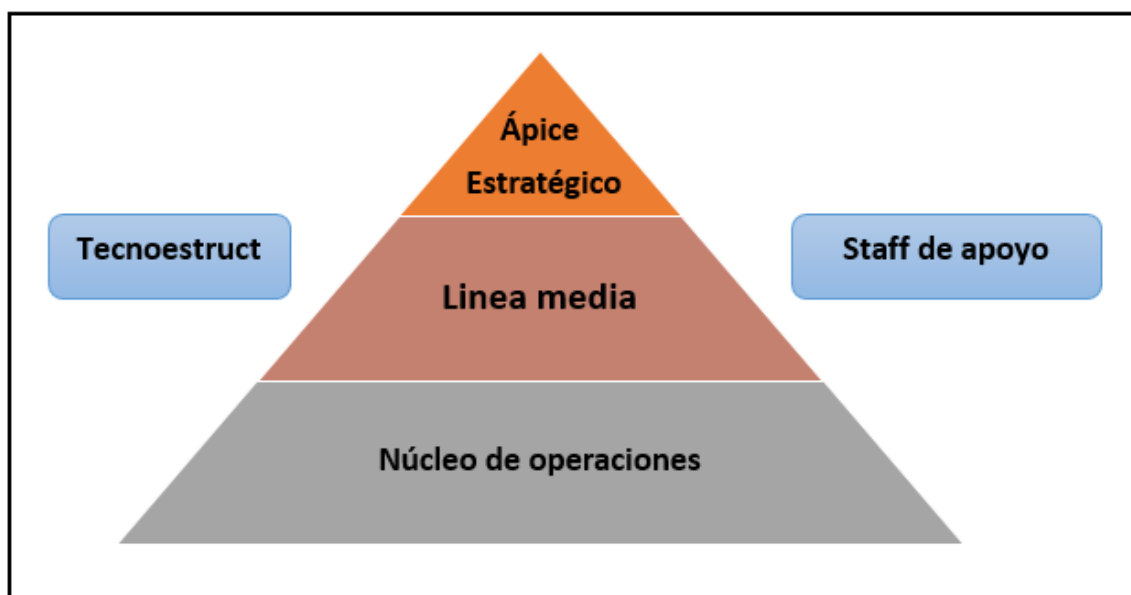 Ápice
Estratégico
Tecnoestruct
Staff de apoyo
Linea media
Núcleo de operaciones